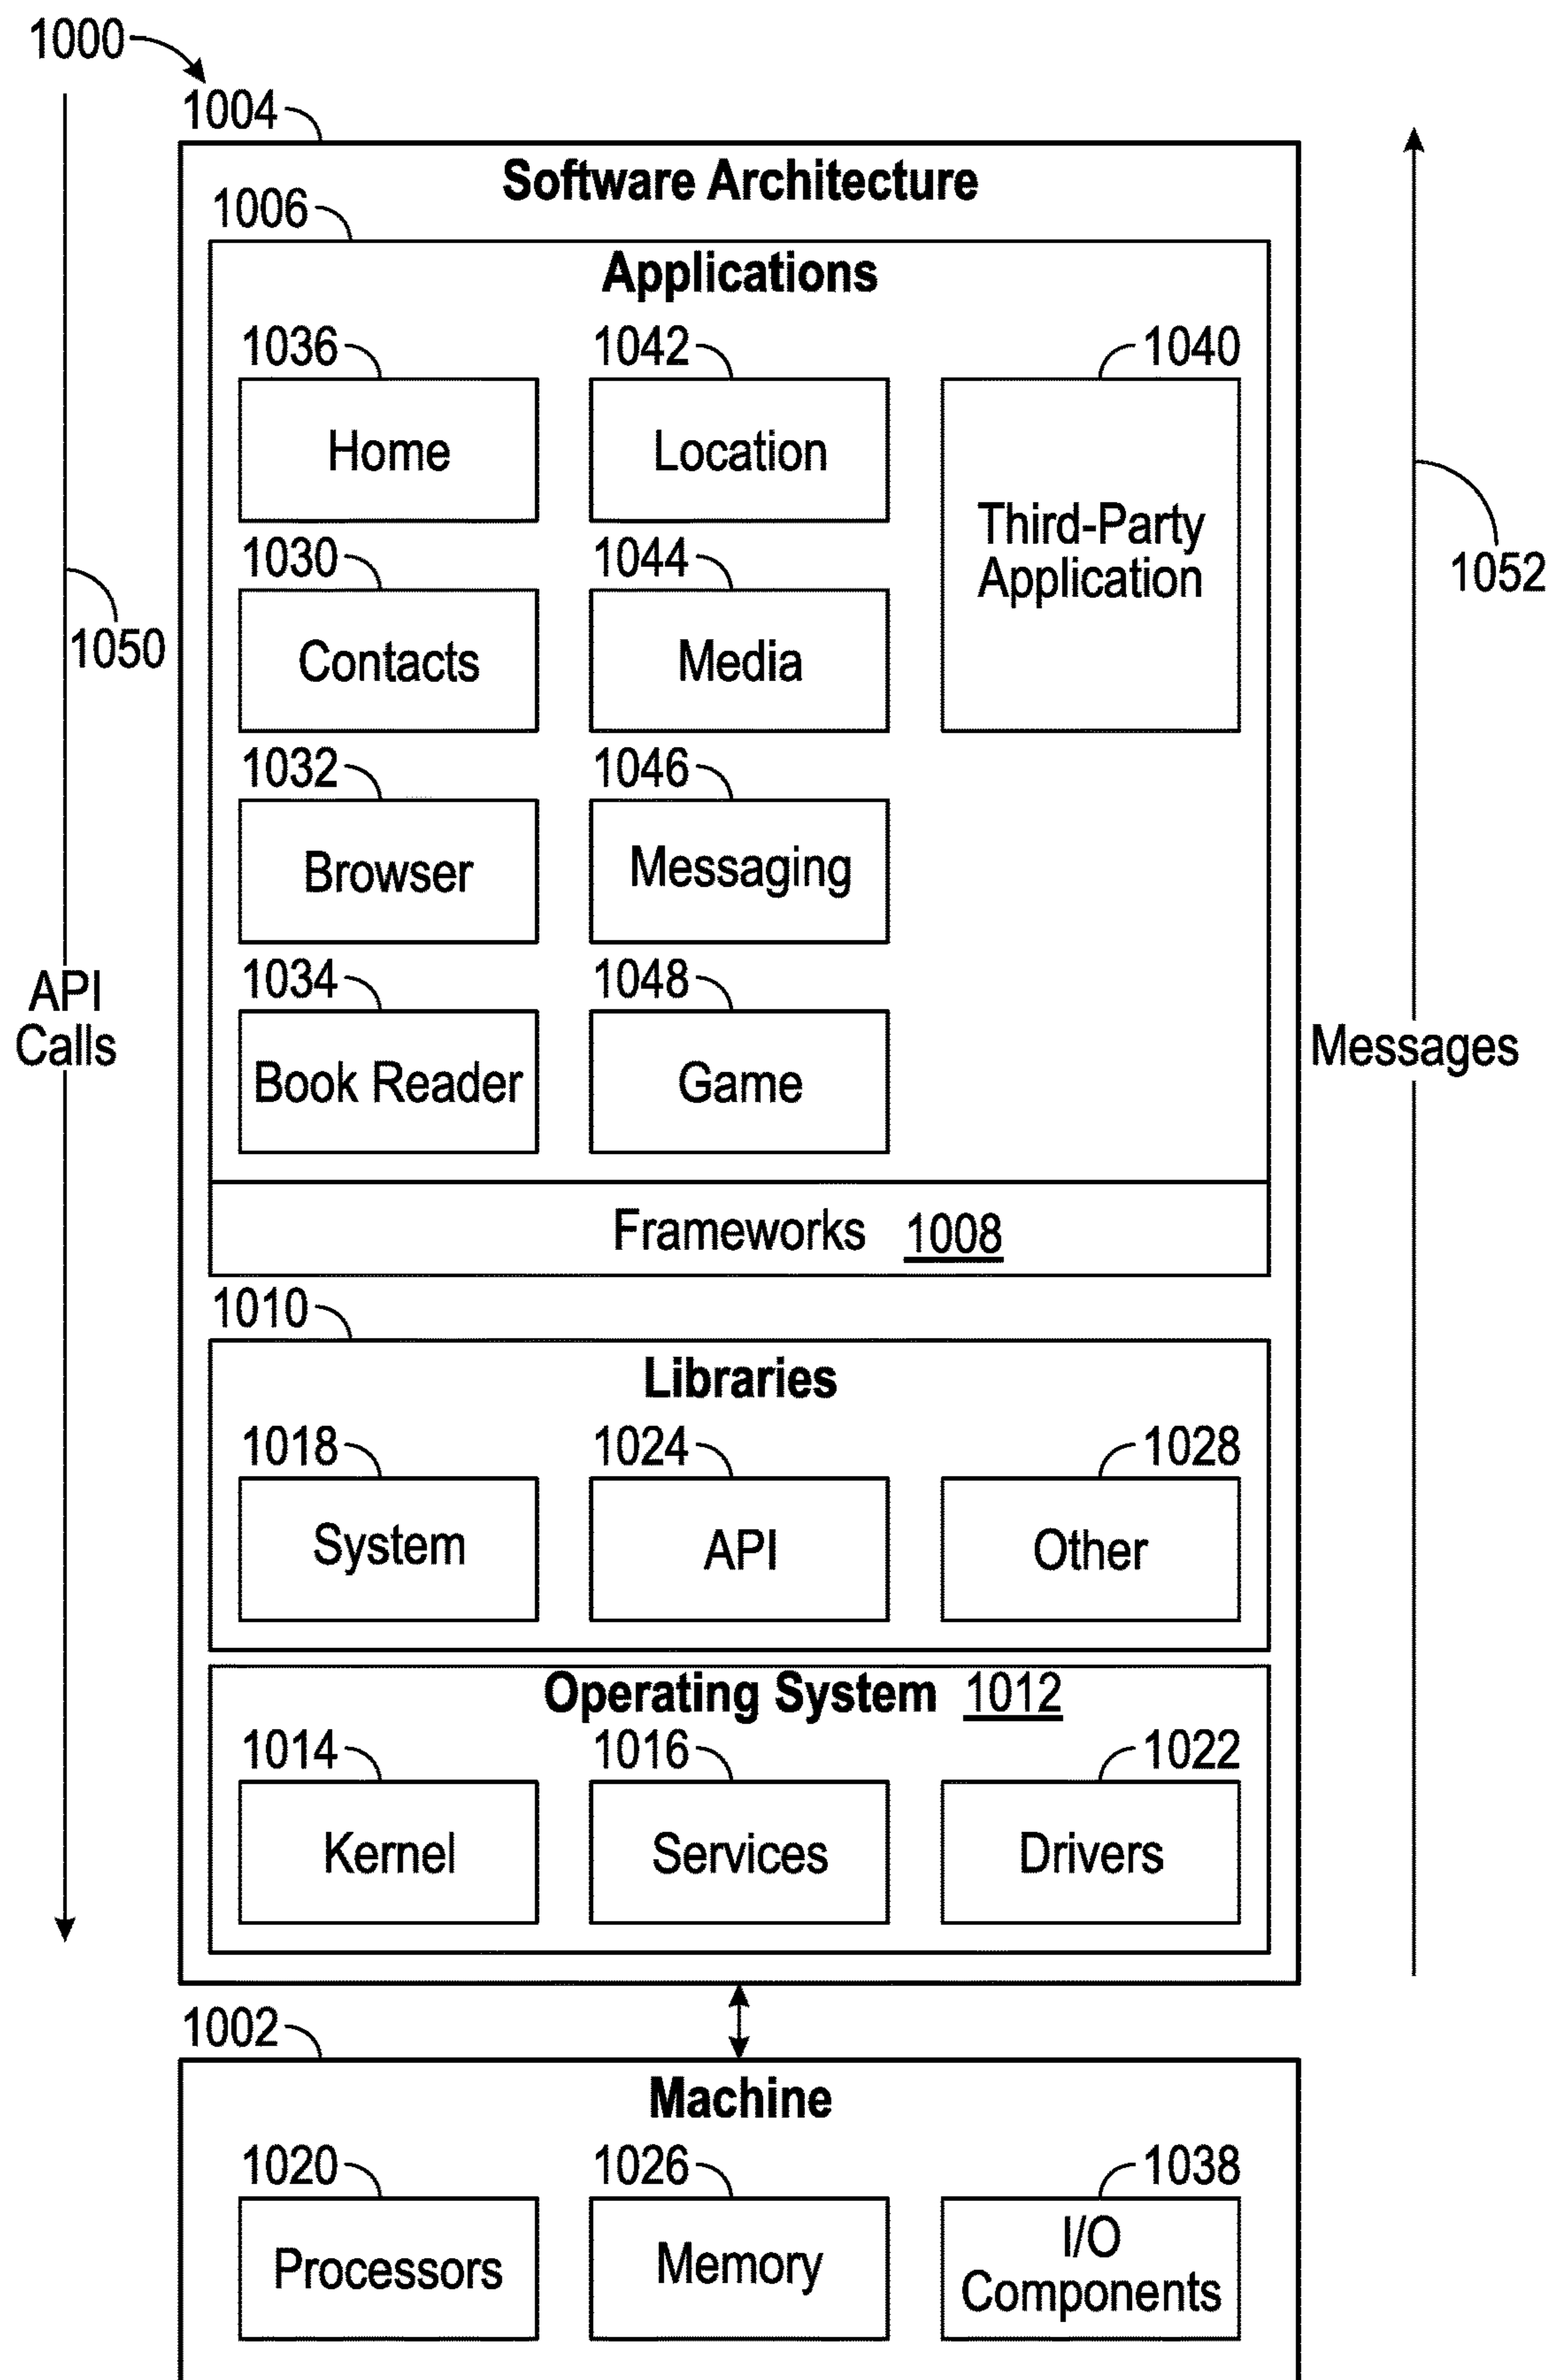 1000
1004
Software Architecture
1006
Applications
1036
1042
1040
Home
Location
Third-Party
Application
1030
1044
1052
1050
Contacts
Media
1032
1046
Browser
Messaging
1034
1048
API
Calls
Messages
Book Reader
Game
Frameworks 1008
1010
Libraries
1018
1024
1028
System
API
Other
Operating System 1012
1014
1016
1022
Kernel
Services
Drivers
1002
Machine
1020
1026
1038
Processors
Memory
I/O
Components